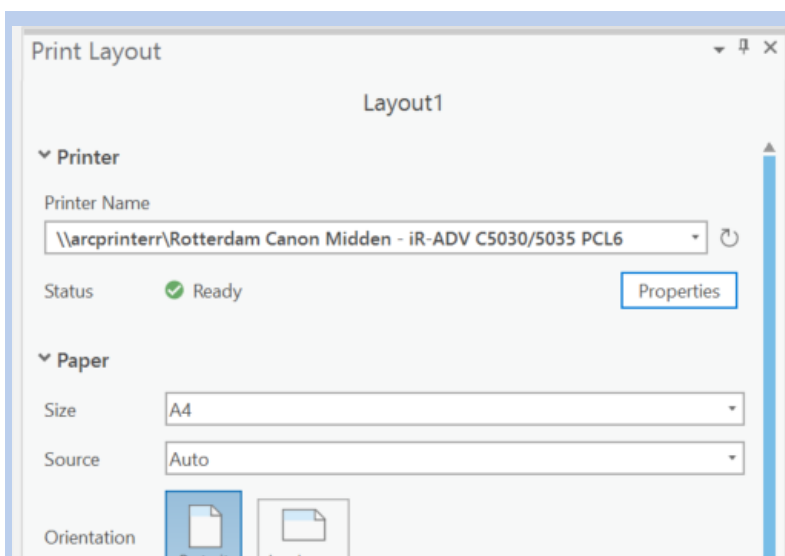 Print Layout
Layout1
Printer
Printer Name
\\arcprinterr\Rotterdam Canon Midden - iR-ADV C5030/5035 PCL6
Status Ready Properties
Paper
Size A4
Source Auto
Orientation